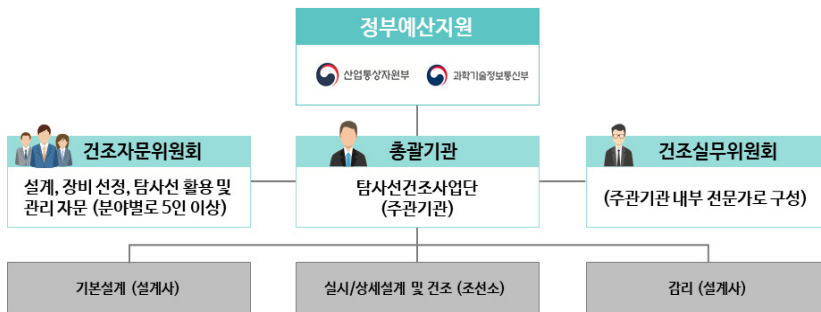 정부예산지원
산업통상자원부
과학기술정보통신부
건조자문위원회
설계, 장비 선정, 탐사선 활용 및
관리 자문 (분야별로 5인 이상)
총괄기관
탐사선건조사업단
(주관기관)
건조실무위원회
(주관기관 내부 전문가로 구성)
기본설계 (설계사)
실시/상세설계 및 건조 (조선소)
감리 (설계사)